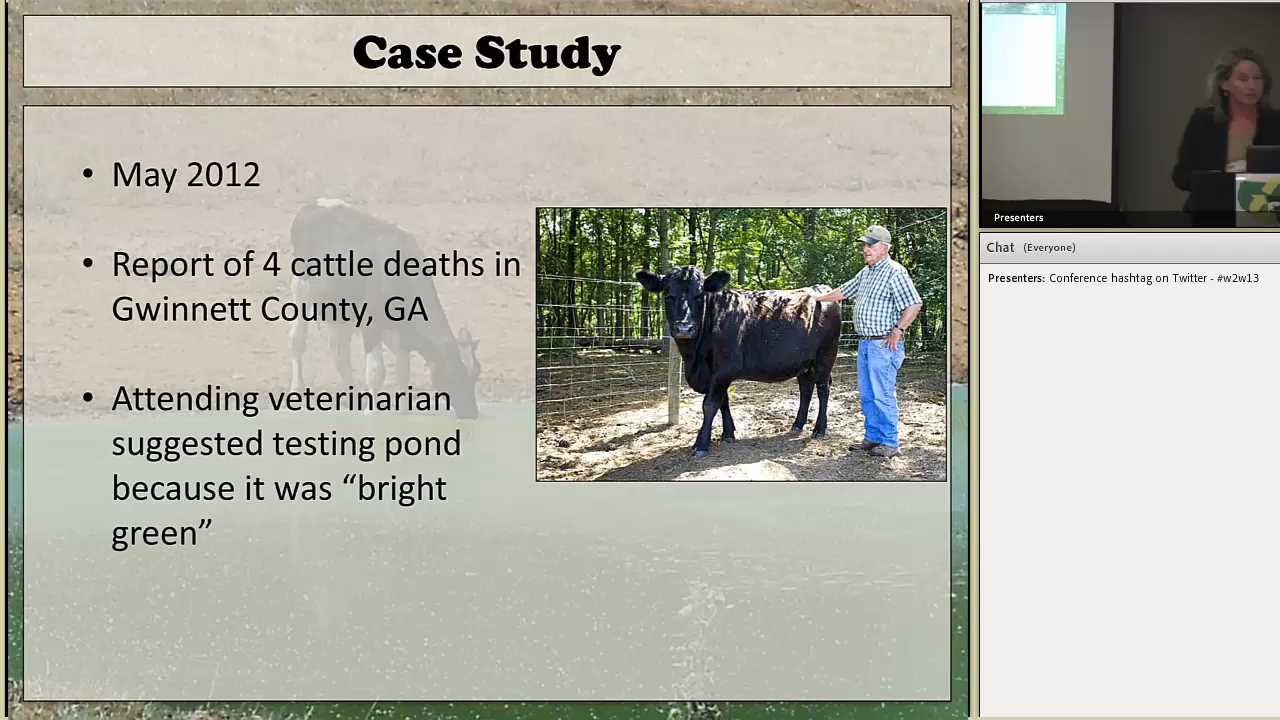 Case Study
• May 2012
• Report of 4 cattle deaths in
Gwinnett County, GA
• Attending veterinarian
suggested testing pond
because it was “bright
green”
Presenters
Chat (Everyone)
Presenters: Conference hashtag on Twitter - #w2w13